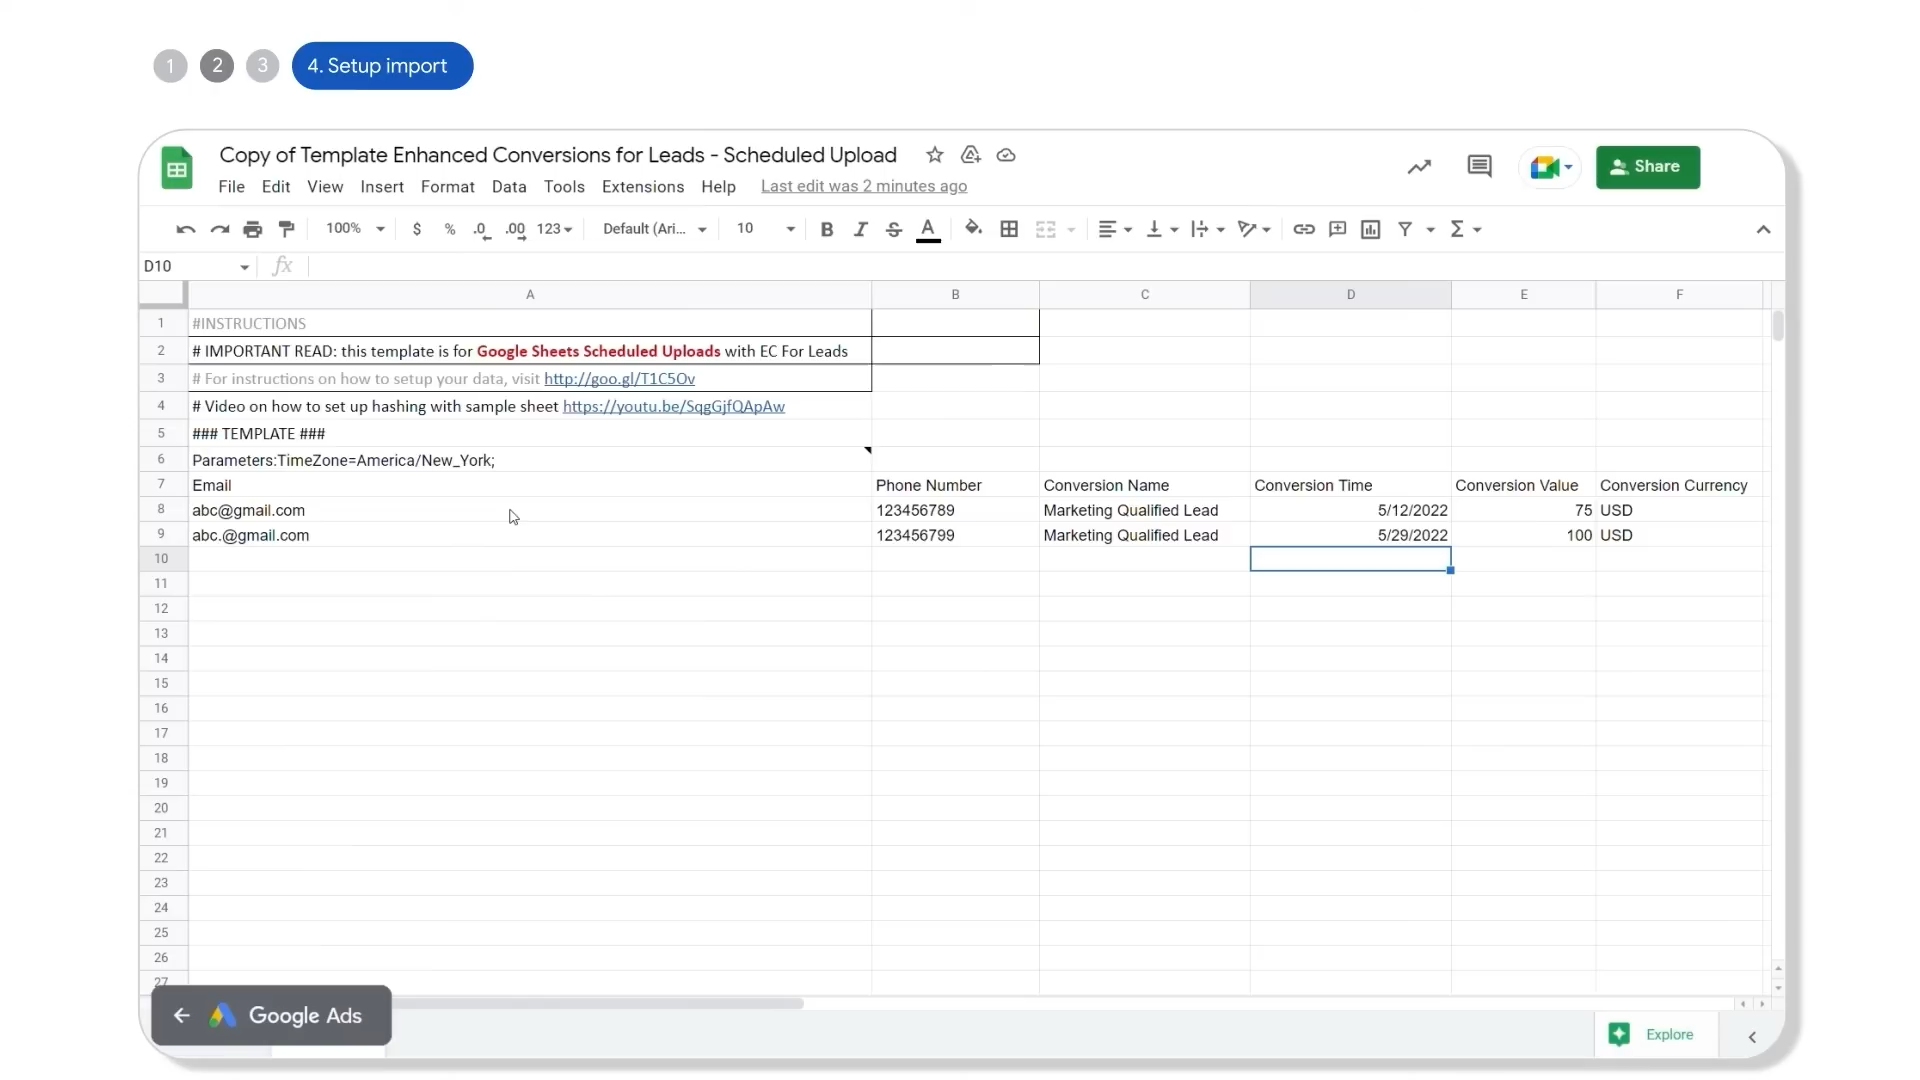 1 2 3 4. Setup import
Copy of Template Enhanced Conversions for Leads - Scheduled Upload
File Edit View Insert Format Data Tools Extensions Help Last edit was 2 minutes ago
Share
100% $ % .0 .00 123 Default (Ari... 10 B I S A
D10 fx
A B C D E F
1 #INSTRUCTIONS
2 # IMPORTANT READ: this template is for Google Sheets Scheduled Uploads with EC For Leads
3 # For instructions on how to setup your data, visit http://goo.gl/T1C5Ov
4 # Video on how to set up hashing with sample sheet https://youtu.be/SqgGjfQApAw
5 ### TEMPLATE ###
6 Parameters:TimeZone=America/New_York;
7 Email Phone Number Conversion Name Conversion Time Conversion Value Conversion Currency
8 abc@gmail.com 123456789 Marketing Qualified Lead 5/12/2022 75 USD
9 abc.@gmail.com 123456799 Marketing Qualified Lead 5/29/2022 100 USD
10
11
12
13
14
15
16
17
18
19
20
21
22
23
24
25
26
27
Google Ads
Explore